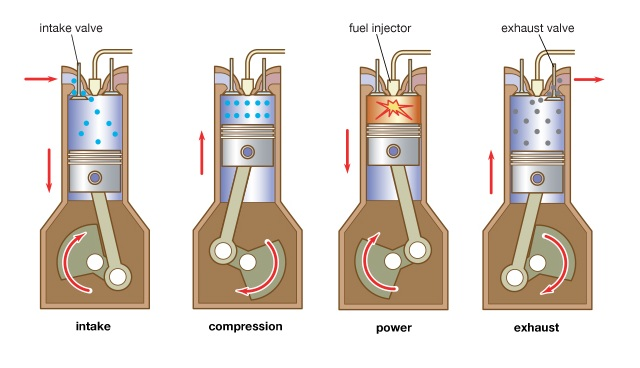 intake valve
fuel injector
exhaust valve
intake
compression
power
exhaust